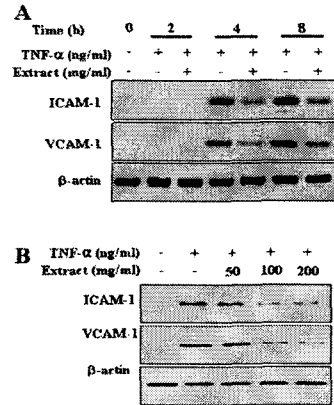 A
Time (h) 0 2 4 8
TNF-α (ng/ml) - + + + + + +
Extract (mg/ml) - - + - + - +
ICAM-1
VCAM-1
β-actin
B
TNF-α (ng/ml) - + + + +
Extract (mg/ml) - - 50 100 200
ICAM-1
VCAM-1
β-actin